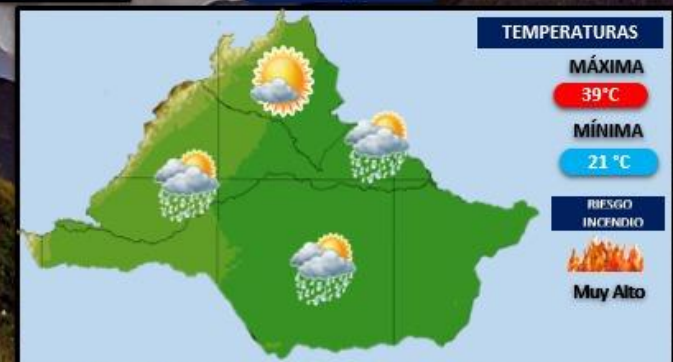 TEMPERATURAS
MÁXIMA
39°C
MÍNIMA
21 °C
RIESGO
INCENDIO
Muy Alto